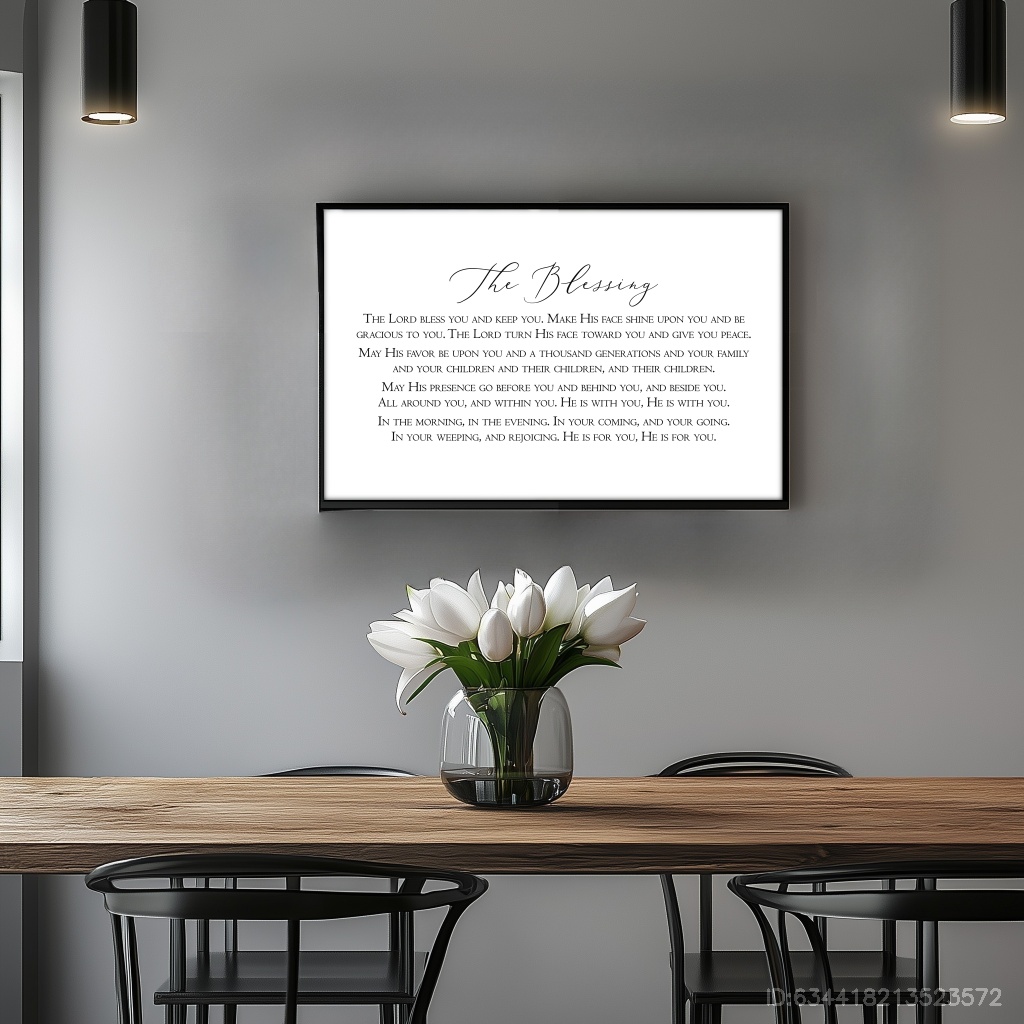 The Blessing
The Lord bless you and keep you. Make His face shine upon you and be
gracious to you. The Lord turn His face toward you and give you peace.
May His favor be upon you and a thousand generations and your family
and your children and their children, and their children.
May His presence go before you and behind you, and beside you.
All around you, and within you. He is with you, He is with you.
In the morning, in the evening. In your coming, and your going.
In your weeping, and rejoicing. He is for you, He is for you.
ID:634418213523572